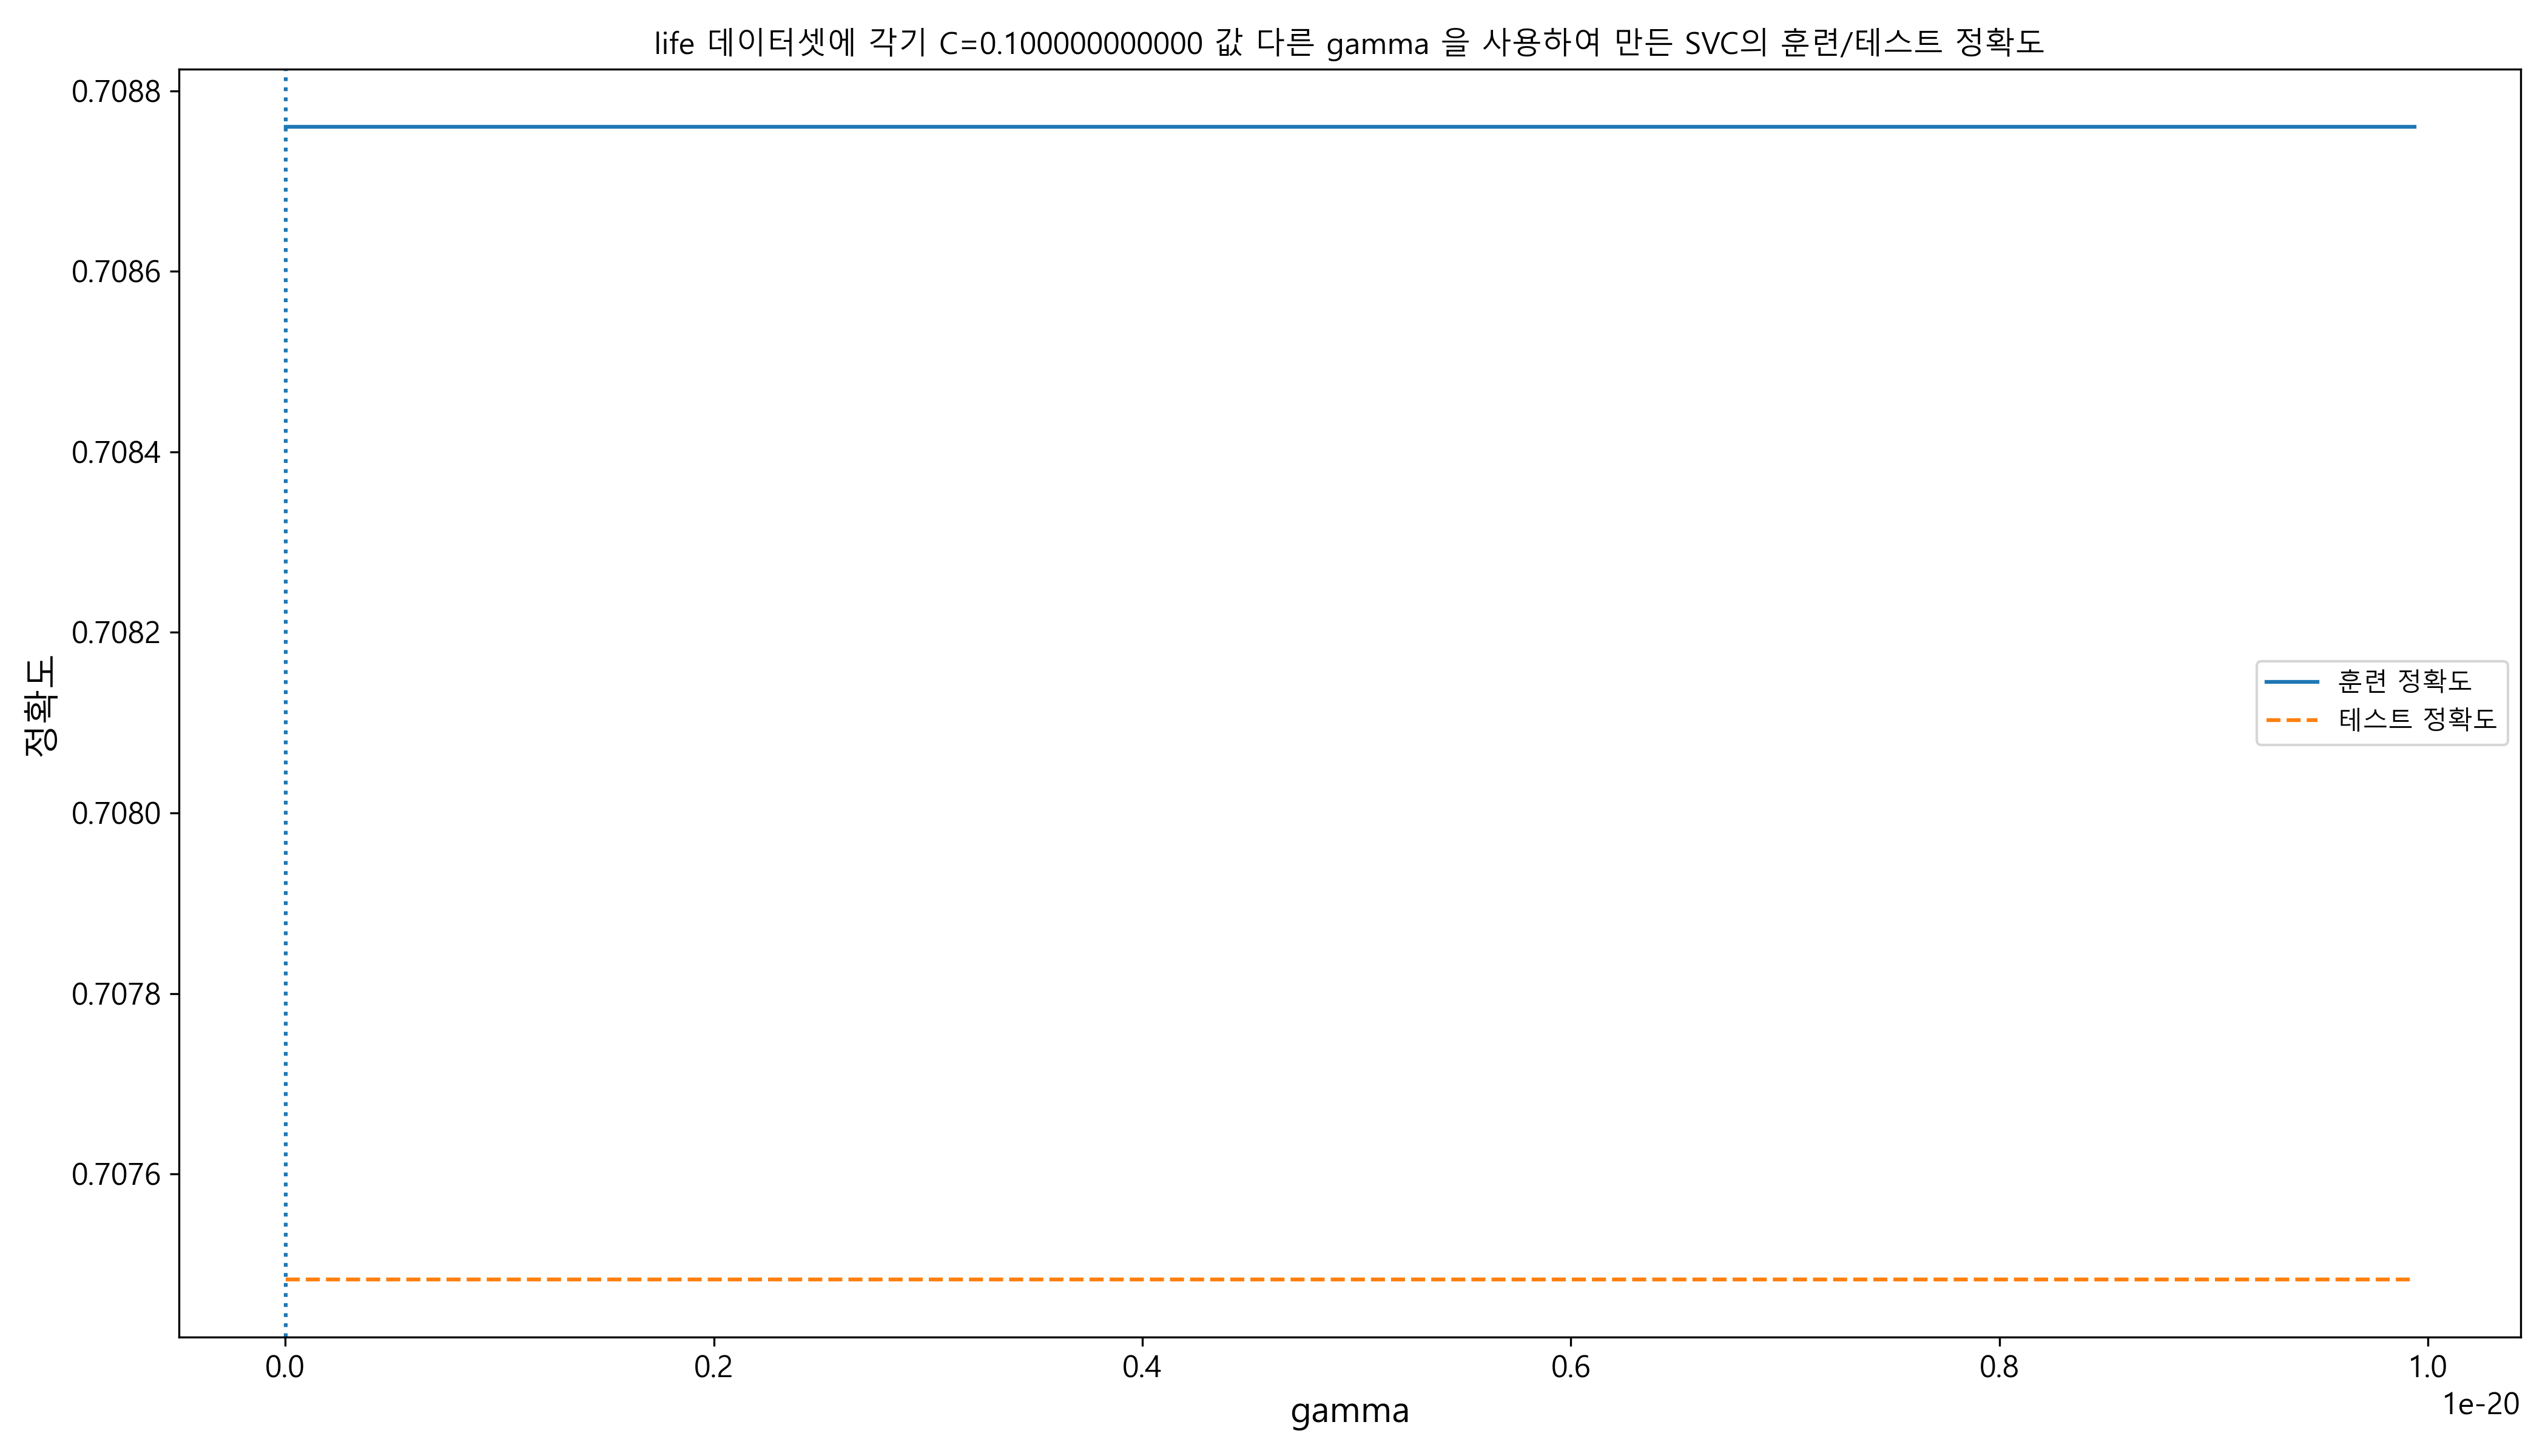 life 데이터셋에 각기 C=0.100000000000 값 다른 gamma 을 사용하여 만든 SVC의 훈련/테스트 정확도
0.7088
0.7086
0.7084
0.7082
0.7080
0.7078
0.7076
정확도
훈련 정확도
테스트 정확도
0.0
0.2
0.4
0.6
0.8
1.0
1e-20
gamma